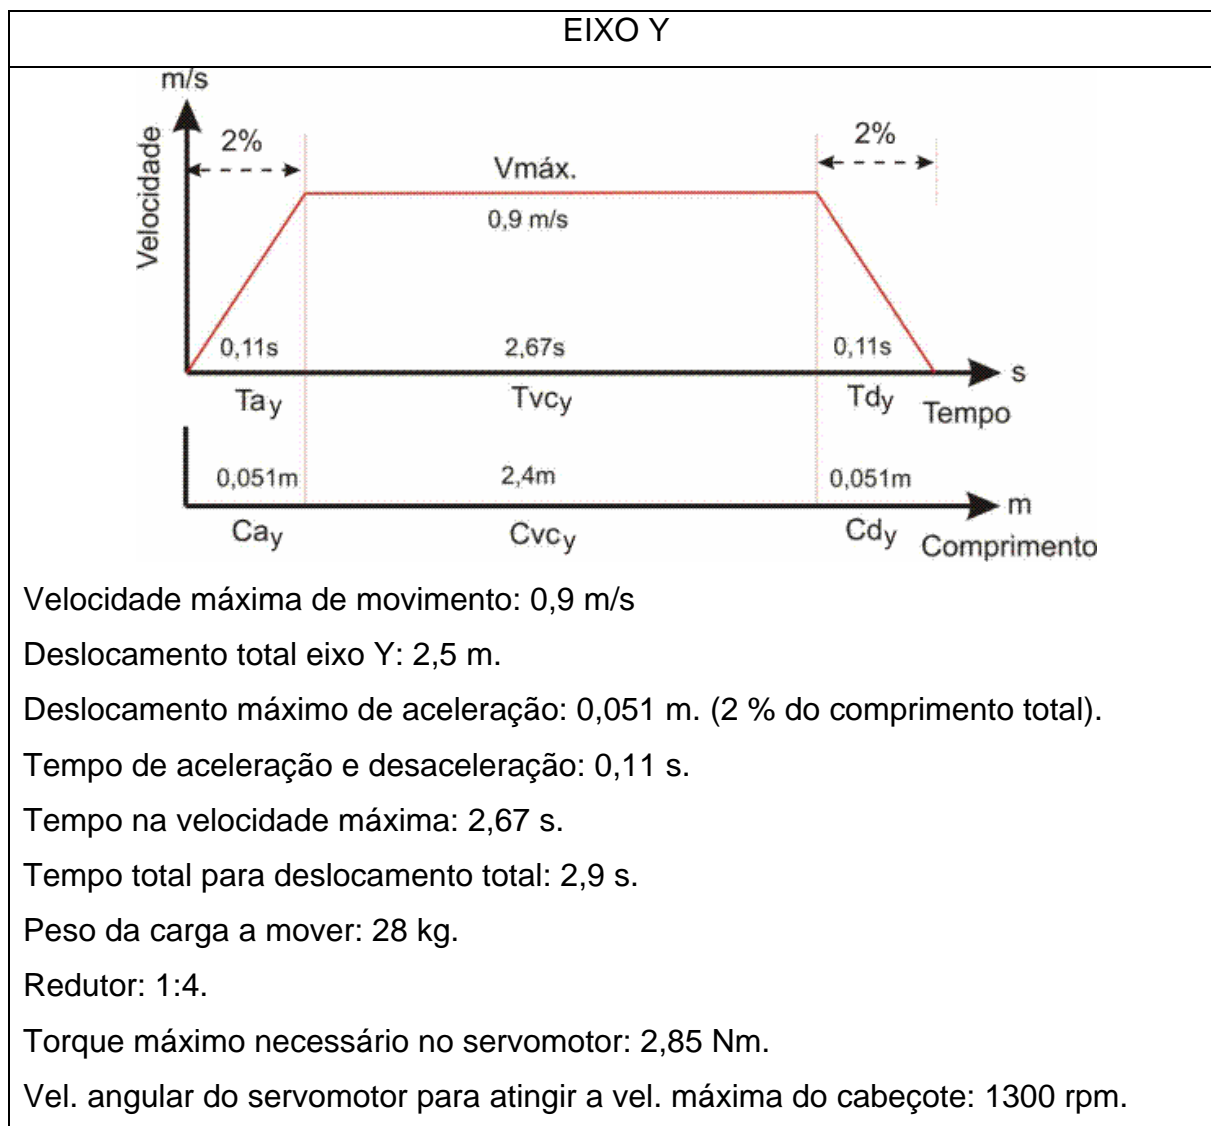 EIXO Y
m/s
Velocidade
2%
2%
Vmáx.
0,9 m/s
0,11s
2,67s
0,11s
s
Tay
Tvcy
Tdy
Tempo
0,051m
2,4m
0,051m
m
Cay
Cvcy
Cdy
Comprimento
Velocidade máxima de movimento: 0,9 m/s
Deslocamento total eixo Y: 2,5 m.
Deslocamento máximo de aceleração: 0,051 m. (2 % do comprimento total).
Tempo de aceleração e desaceleração: 0,11 s.
Tempo na velocidade máxima: 2,67 s.
Tempo total para deslocamento total: 2,9 s.
Peso da carga a mover: 28 kg.
Redutor: 1:4.
Torque máximo necessário no servomotor: 2,85 Nm.
Vel. angular do servomotor para atingir a vel. máxima do cabeçote: 1300 rpm.